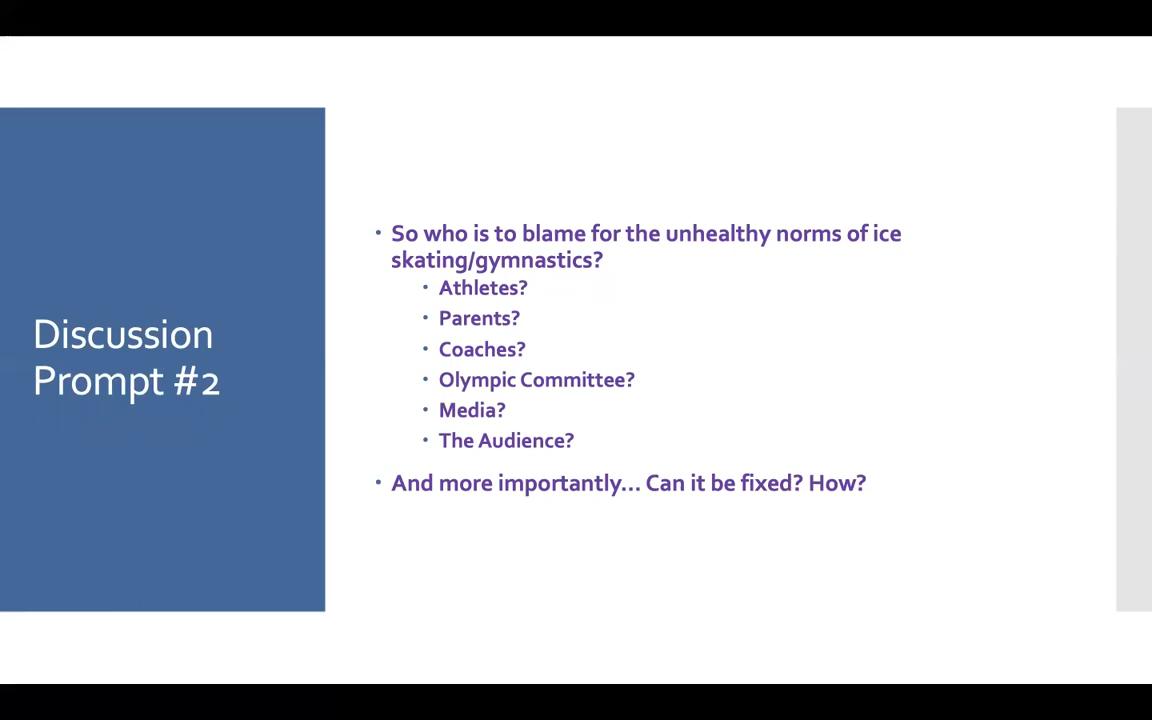 Discussion
Prompt #2
• So who is to blame for the unhealthy norms of ice
skating/gymnastics?
• Athletes?
• Parents?
• Coaches?
• Olympic Committee?
• Media?
• The Audience?
• And more importantly... Can it be fixed? How?